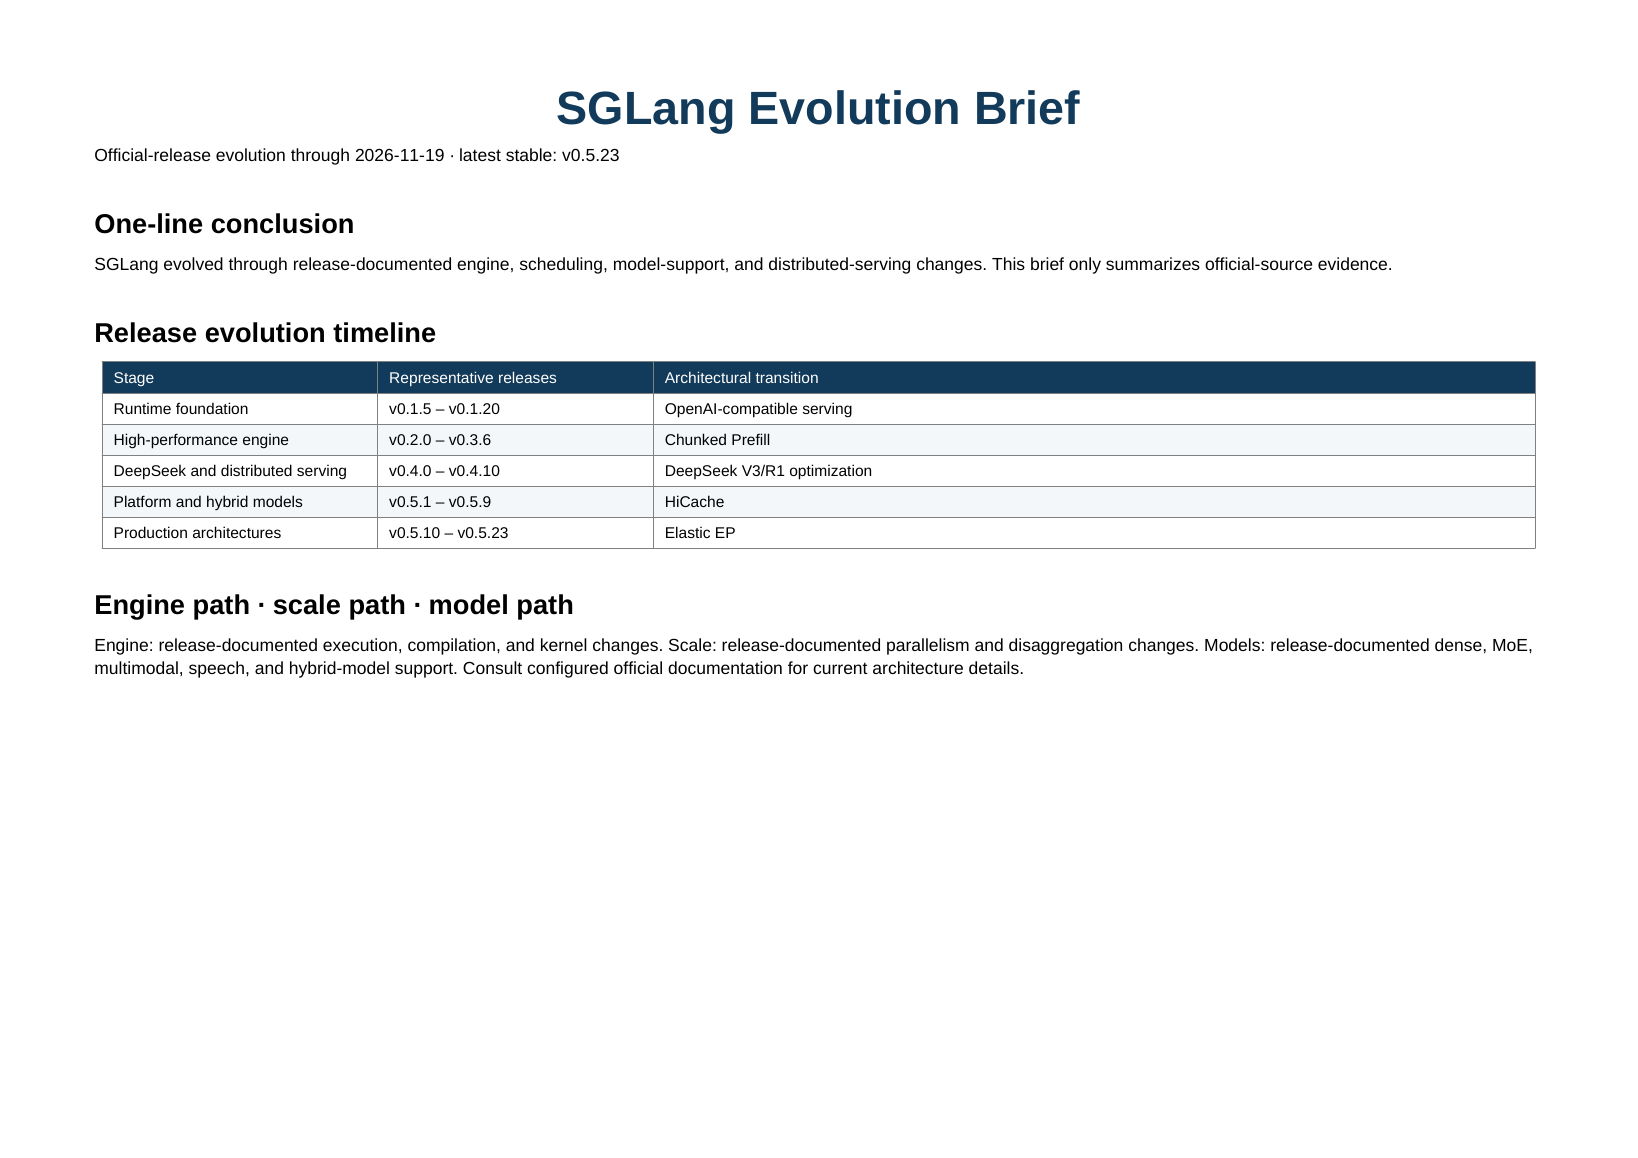 SGLang Evolution Brief
Official-release evolution through 2026-11-19 · latest stable: v0.5.23
One-line conclusion
SGLang evolved through release-documented engine, scheduling, model-support, and distributed-serving changes. This brief only summarizes official-source evidence.
Release evolution timeline
Stage Representative releases Architectural transition
Runtime foundation v0.1.5 – v0.1.20 OpenAI-compatible serving
High-performance engine v0.2.0 – v0.3.6 Chunked Prefill
DeepSeek and distributed serving v0.4.0 – v0.4.10 DeepSeek V3/R1 optimization
Platform and hybrid models v0.5.1 – v0.5.9 HiCache
Production architectures v0.5.10 – v0.5.23 Elastic EP
Engine path · scale path · model path
Engine: release-documented execution, compilation, and kernel changes. Scale: release-documented parallelism and disaggregation changes. Models: release-documented dense, MoE,
multimodal, speech, and hybrid-model support. Consult configured official documentation for current architecture details.